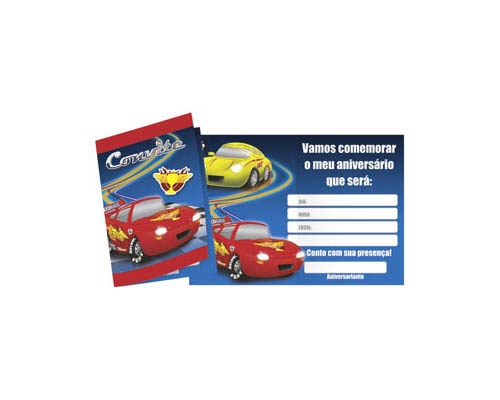 Convite
Vamos comemorar
o meu aniversário
que será:
DIA:
HORA:
LOCAL:
Conto com sua presença!
Aniversariante